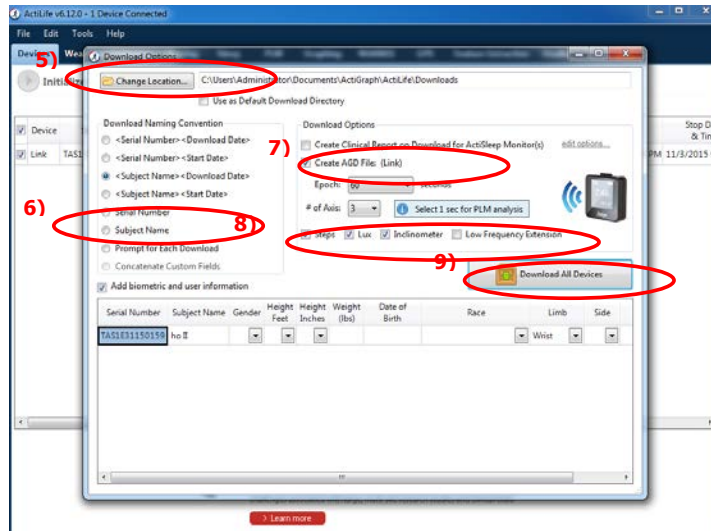 ActiLife v6.12.0 - 1 Device Connected
File Edit Tools Help
5)
Download Options
Change Location... C:\Users\Administrator\Documents\ActiGraph\ActiLife\Downloads
Use as Default Download Directory
Device
Stop D
& Tim
Link TAS1
PM 11/3/2015
Download Naming Convention
<Serial Number> <Download Date>
<Serial Number> <Start Date>
<Subject Name> <Download Date>
<Subject Name> <Start Date>
6)
Serial Number
Subject Name
Prompt for Each Download
Concatenate Custom Fields
Download Options
Create Clinical Report on Download for ActiSleep Monitor(s) edit options...
7)
Create AGD File: (Link)
Epoch: 60 seconds
# of Axis: 3 Select 1 sec for PLM analysis
8)
Steps Lux Inclinometer Low Frequency Extension
9)
Download All Devices
Add biometric and user information
Serial Number Subject Name Gender Height Feet Height Inches Weight (lbs) Date of Birth Race Limb Side
TAS1E31150159 ho II Wrist
> Learn more